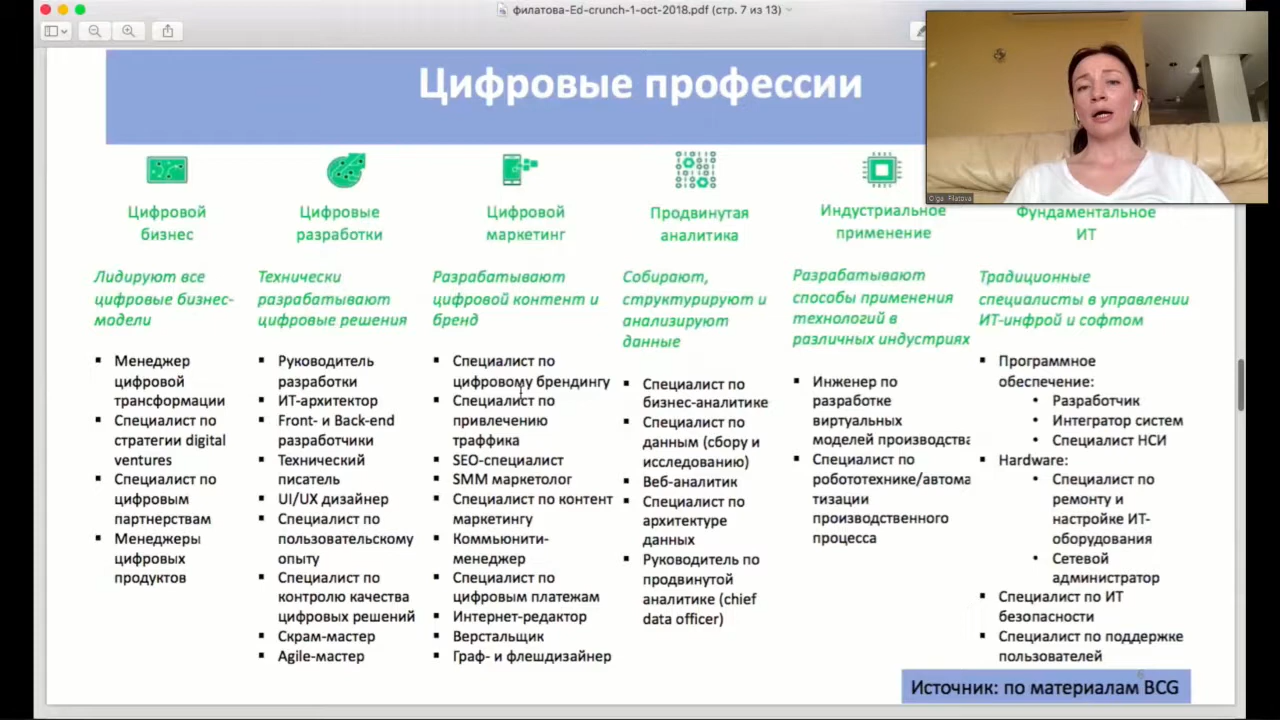 филатова-Ed-crunch-1-oct-2018.pdf (стр. 7 из 13)
Цифровые профессии
Olga Filatova
Цифровой
бизнес
Лидируют все
цифровые бизнес-
модели
Менеджер
цифровой
трансформации
Специалист по
стратегии digital
ventures
Специалист по
цифровым
партнерствам
Менеджеры
цифровых
продуктов
Цифровые
разработки
Технически
разрабатывают
цифровые решения
Руководитель
разработки
ИТ-архитектор
Front- и Back-end
разработчики
Технический
писатель
UI/UX дизайнер
Специалист по
пользовательскому
опыту
Специалист по
контролю качества
цифровых решений
Скрам-мастер
Agile-мастер
Цифровой
маркетинг
Разрабатывают
цифровой контент и
бренд
Специалист по
цифровому брендингу
Специалист по
привлечению
траффика
SEO-специалист
SMM маркетолог
Специалист по контент
маркетингу
Коммьюнити-
менеджер
Специалист по
цифровым платежам
Интернет-редактор
Верстальщик
Граф- и флешдизайнер
Продвинутая
аналитика
Собирают,
структурируют и
анализируют
данные
Специалист по
бизнес-аналитике
Специалист по
данным (сбору и
исследованию)
Веб-аналитик
Специалист по
архитектуре
данных
Руководитель по
продвинутой
аналитике (chief
data officer)
Индустриальное
применение
Разрабатывают
способы применения
технологий в
различных индустриях
Инженер по
разработке
виртуальных
моделей производства
Специалист по
робототехнике/автома
тизации
производственного
процесса
Фундаментальное
ИТ
Традиционные
специалисты в управлении
ИТ-инфрой и софтом
Программное
обеспечение:
Разработчик
Интегратор систем
Специалист НСИ
Hardware:
Специалист по
ремонту и
настройке ИТ-
оборудования
Сетевой
администратор
Специалист по ИТ
безопасности
Специалист по поддержке
пользователей
6
Источник: по материалам BCG